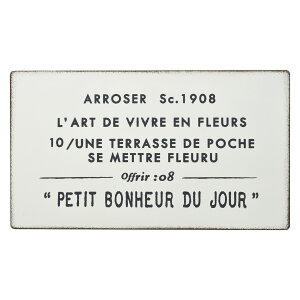 ARROSER Sc.1908
L'ART DE VIVRE EN FLEURS
10/UNE TERRASSE DE POCHE
SE METTRE FLEURU
Offrir :08
“ PETIT BONHEUR DU JOUR ”